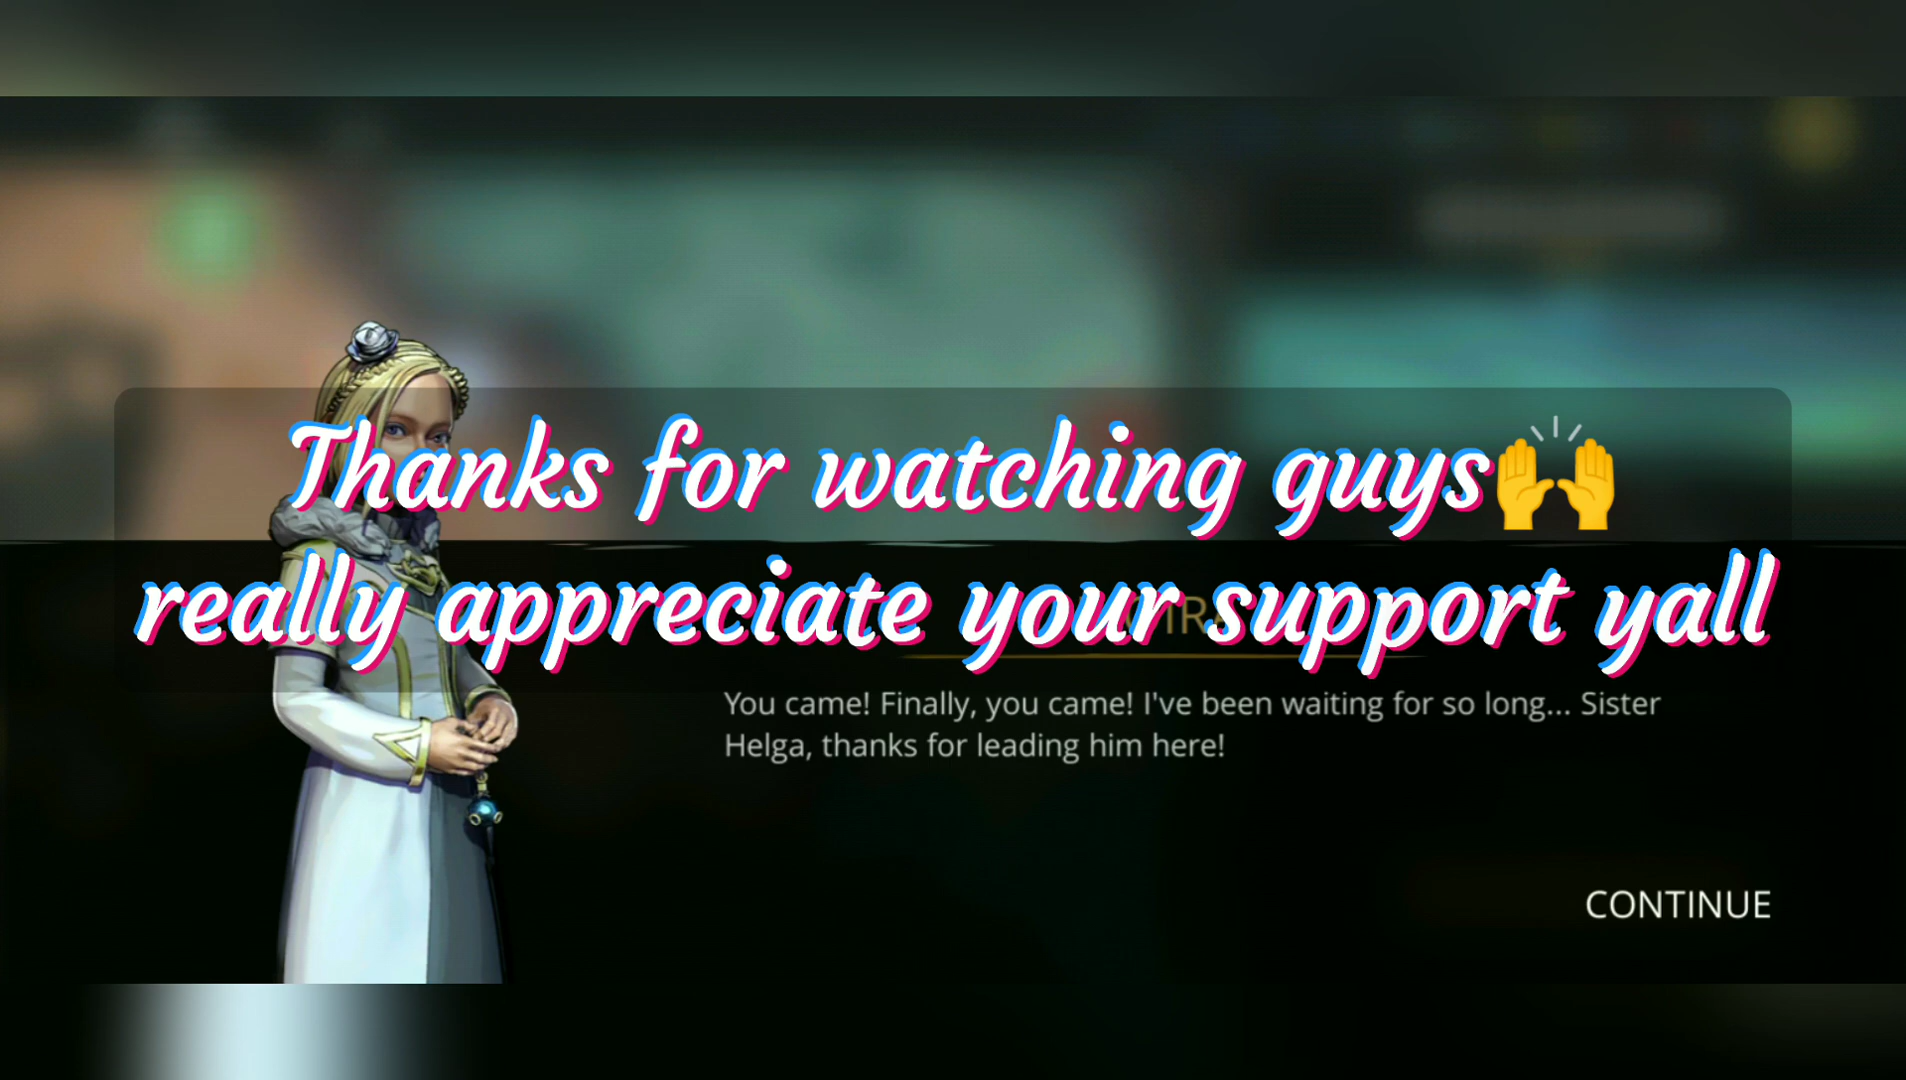 Thanks for watching guys🙌
really appreciate your support yall
You came! Finally, you came! I've been waiting for so long... Sister
Helga, thanks for leading him here!
CONTINUE